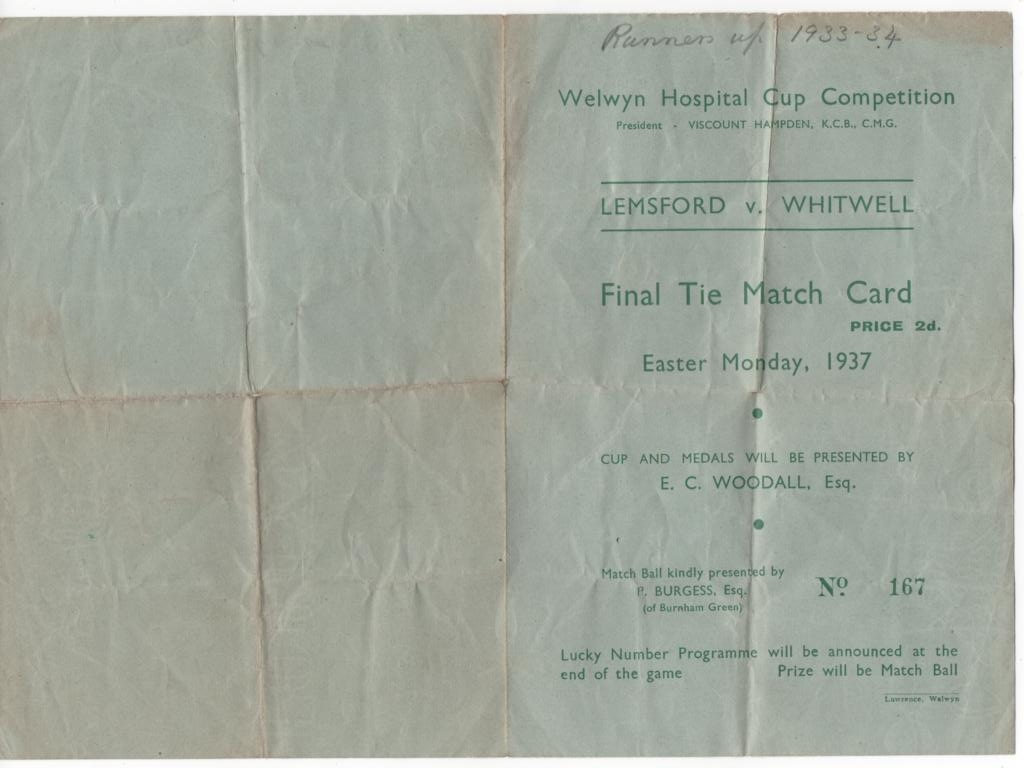 Runners up 1933-34
Welwyn Hospital Cup Competition
President - VISCOUNT HAMPDEN, K.C.B., C.M.G.
LEMSFORD v. WHITWELL
Final Tie Match Card
PRICE 2d.
Easter Monday, 1937
CUP AND MEDALS WILL BE PRESENTED BY
E. C. WOODALL, Esq.
Match Ball kindly presented by
P. BURGESS, Esq.
(of Burnham Green)
No 167
Lucky Number Programme will be announced at the
end of the game Prize will be Match Ball
Lawrence, Welwyn